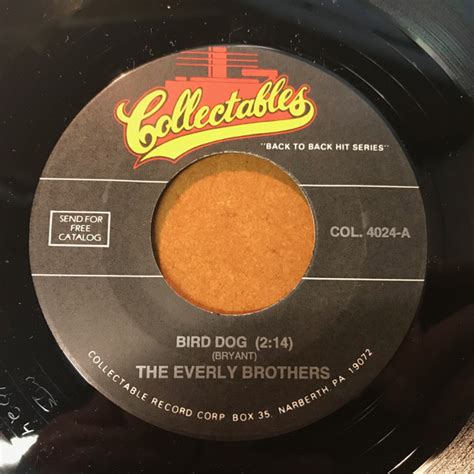 Collectables
"BACK TO BACK HIT SERIES"
SEND FOR
FREE
CATALOG
COL. 4024-A
BIRD DOG (2:14)
(BRYANT)
THE EVERLY BROTHERS
COLLECTABLE RECORD CORP BOX 35, NARBERTH, PA 19072